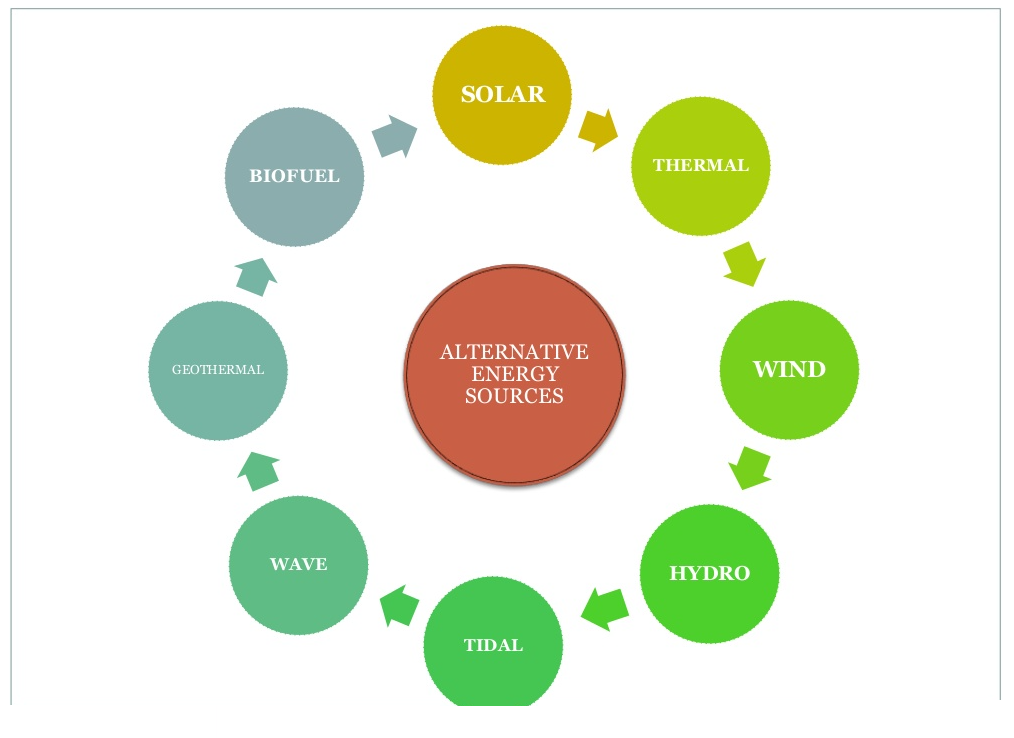 SOLAR
THERMAL
WIND
HYDRO
TIDAL
WAVE
GEOTHERMAL
BIOFUEL
ALTERNATIVE
ENERGY
SOURCES